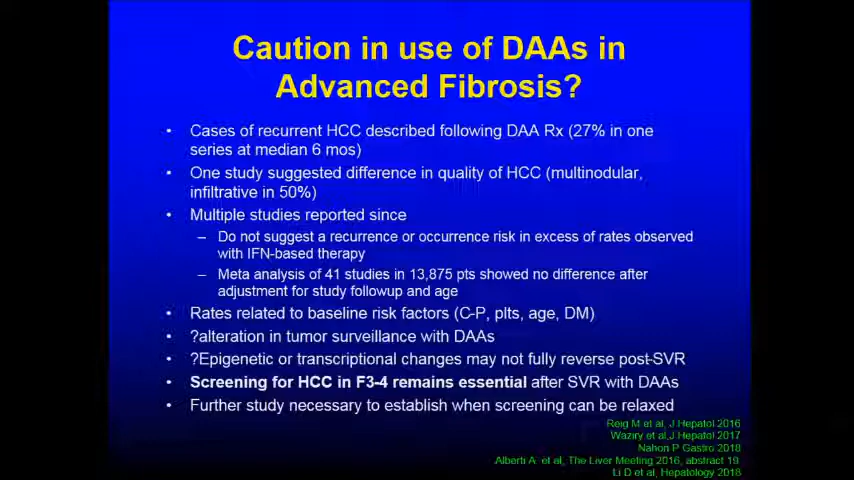 Caution in use of DAAs in
Advanced Fibrosis?
• Cases of recurrent HCC described following DAA Rx (27% in one
series at median 6 mos)
• One study suggested difference in quality of HCC (multinodular,
infiltrative in 50%)
• Multiple studies reported since
– Do not suggest a recurrence or occurrence risk in excess of rates observed
with IFN-based therapy
– Meta analysis of 41 studies in 13,875 pts showed no difference after
adjustment for study followup and age
• Rates related to baseline risk factors (C-P, plts, age, DM)
• ?alteration in tumor surveillance with DAAs
• ?Epigenetic or transcriptional changes may not fully reverse post-SVR
• Screening for HCC in F3-4 remains essential after SVR with DAAs
• Further study necessary to establish when screening can be relaxed
Reig M et al, J Hepatol 2016
Waziry et al,J Hepatol 2017
Nahon P Gastro 2018
Alberti A. et al, The Liver Meeting 2016, abstract 19
Li D et al, Hepatology 2018